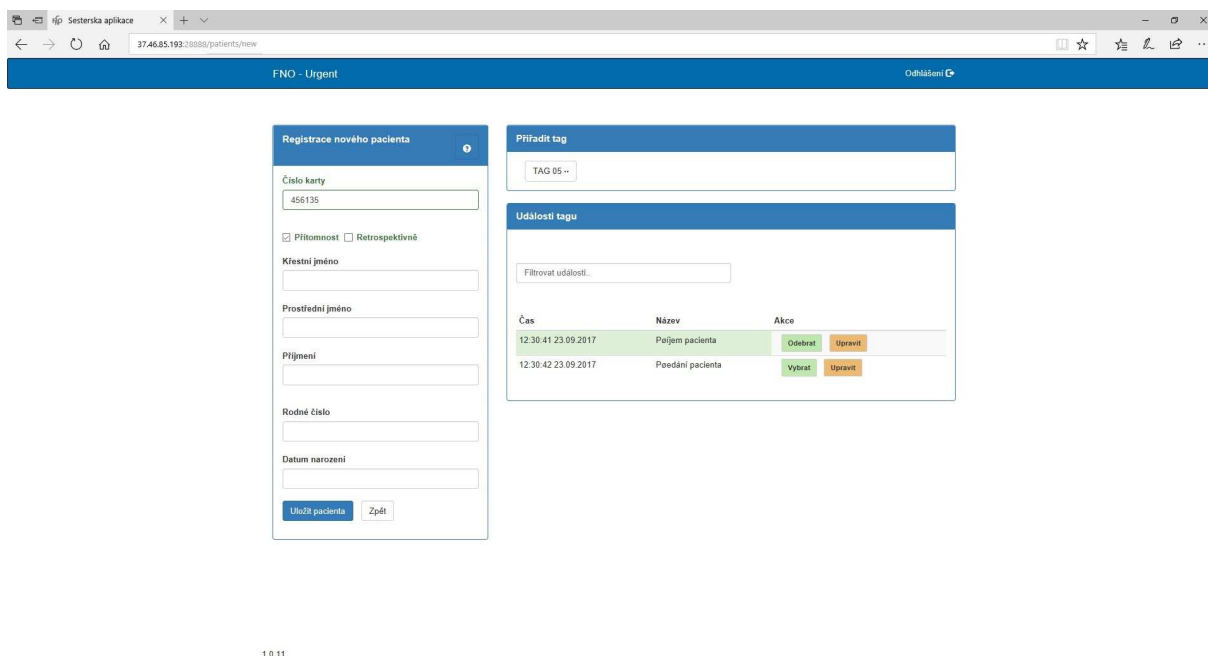 Sesterska aplikace
37.46.85.193:28888/patients/new
FNO - Urgent
Odhlášení
Registrace nového pacienta
Číslo karty
456135
Přítomnost Retrospektivně
Křestní jméno
Prostřední jméno
Příjmení
Rodné číslo
Datum narození
Uložit pacienta Zpět
Přiřadit tag
TAG 05 --
Události tagu
Filtrovat události..
Čas Název Akce
12:30:41 23.09.2017 Pøíjem pacienta Odebrat Upravit
12:30:42 23.09.2017 Pøedání pacienta Vybrat Upravit
1.0.11